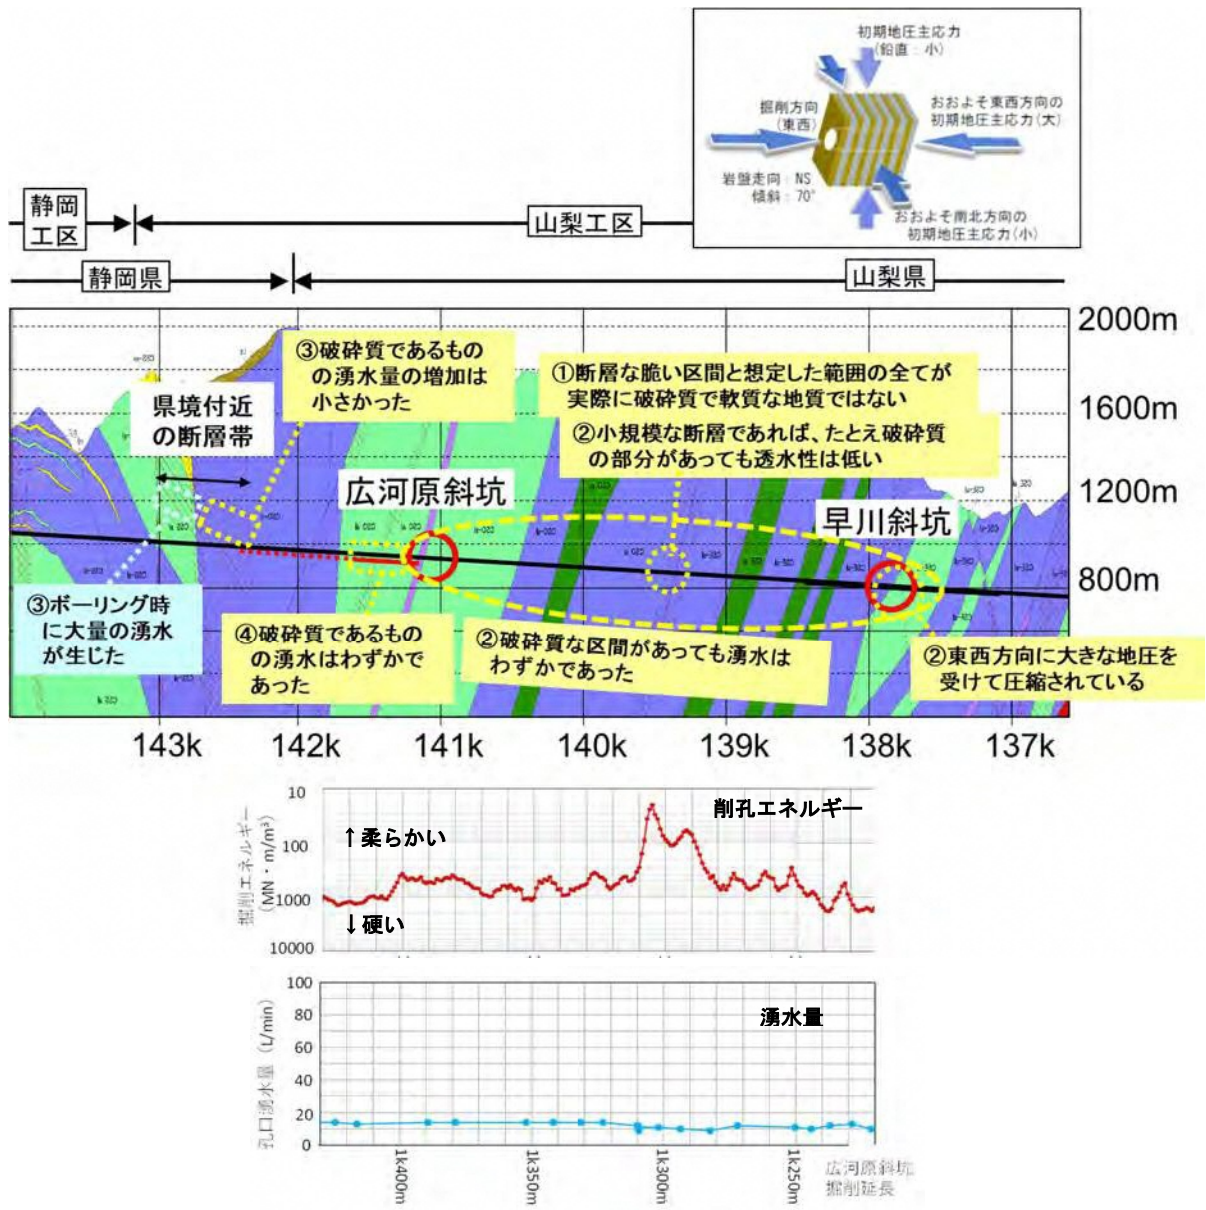 初期地圧主応力
(鉛直：小)
掘削方向
(東西)
おおよそ東西方向の
初期地圧主応力(大)
岩盤走向：NS
傾斜：70°
おおよそ南北方向の
初期地圧主応力(小)
静岡
工区
山梨工区
静岡県
山梨県
2000m
1600m
1200m
800m
③破砕質であるもの
の湧水量の増加は
小さかった
①断層な脆い区間と想定した範囲の全てが
実際に破砕質で軟質な地質ではない
②小規模な断層であれば、たとえ破砕質
の部分があっても透水性は低い
県境付近
の断層帯
広河原斜坑
早川斜坑
③ボーリング時
に大量の湧水
が生じた
④破砕質であるもの
の湧水はわずかで
あった
②破砕質な区間があっても湧水は
わずかであった
②東西方向に大きな地圧を
受けて圧縮されている
143k
142k
141k
140k
139k
138k
137k
掘削エネルギー
(MN・m/m³)
10
100
1000
10000
削孔エネルギー
↑柔らかい
↓硬い
孔口湧水量 (L/min)
100
80
60
40
20
0
湧水量
1k400m
1k350m
1k300m
1k250m
広河原斜坑
掘削延長